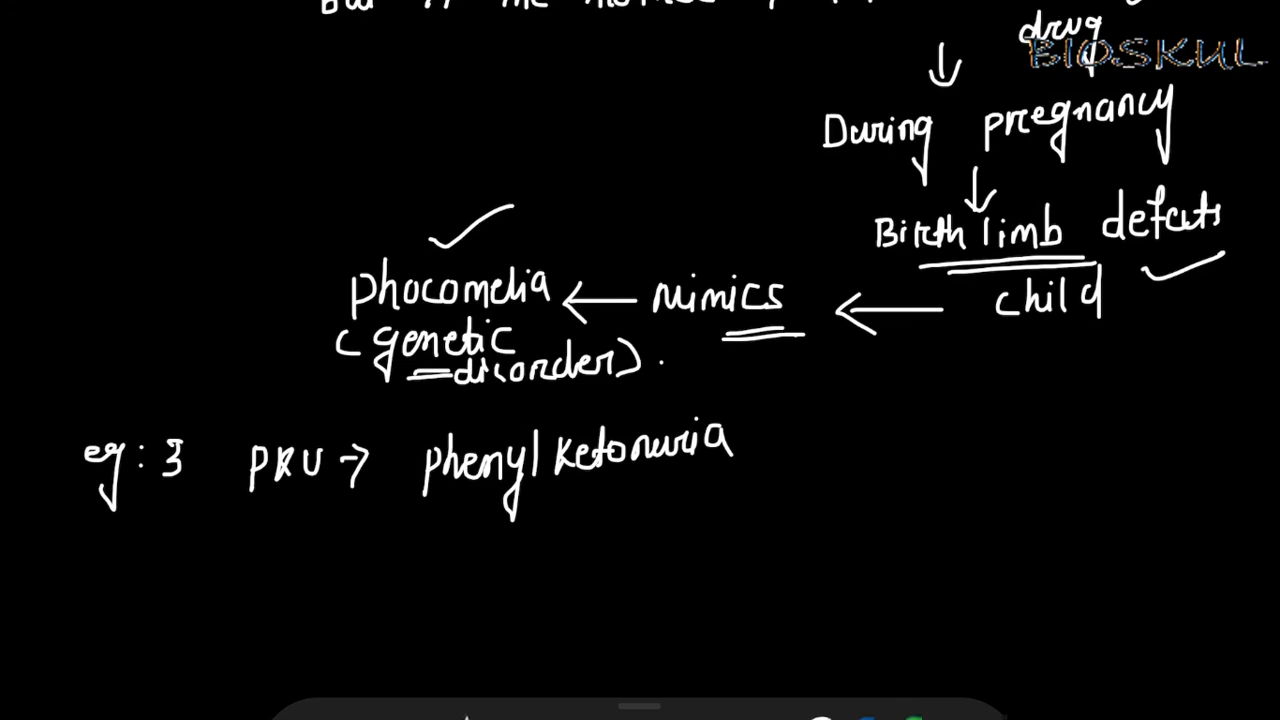 drug
BIOSKUL
During pregnancy
Birth limb defects
child
mimics
phocomelia
(genetic
disorder).
eg: 3 PKU → phenylketonuria